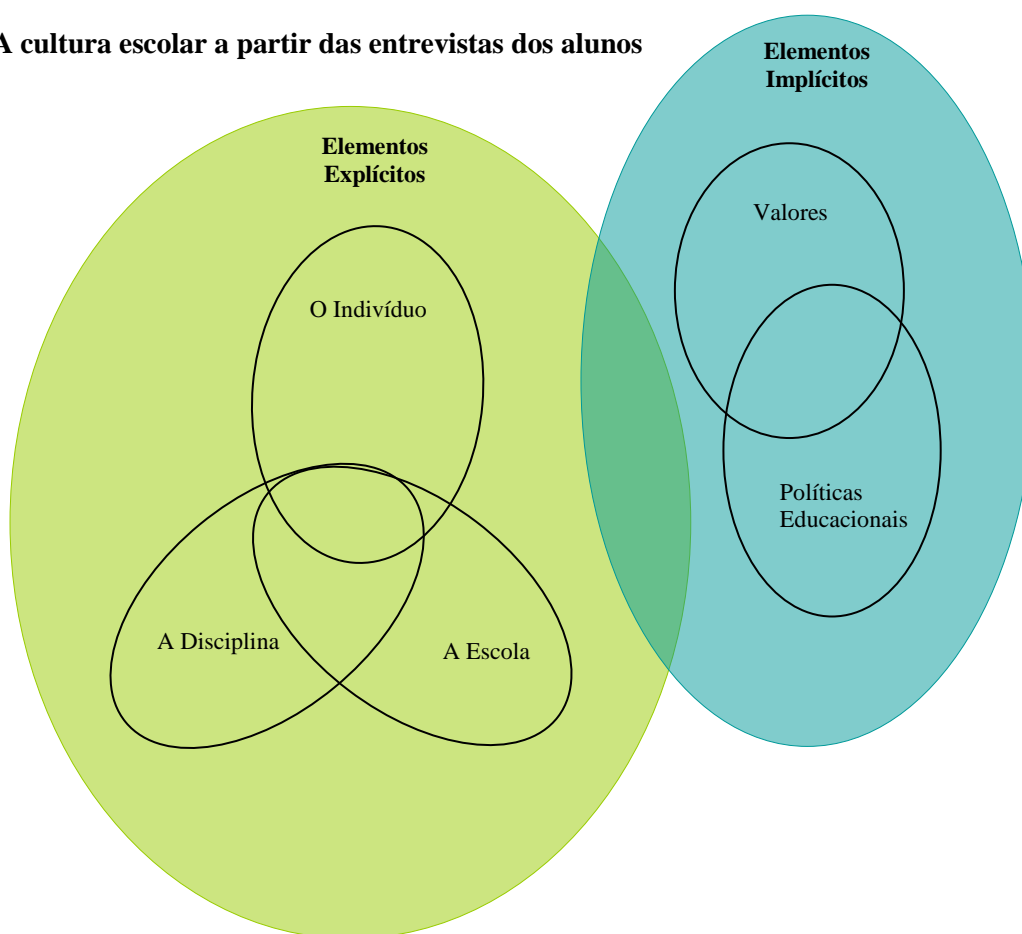 A cultura escolar a partir das entrevistas dos alunos
Elementos
Implícitos
Elementos
Explícitos
Valores
O Indivíduo
Políticas
Educacionais
A Disciplina
A Escola